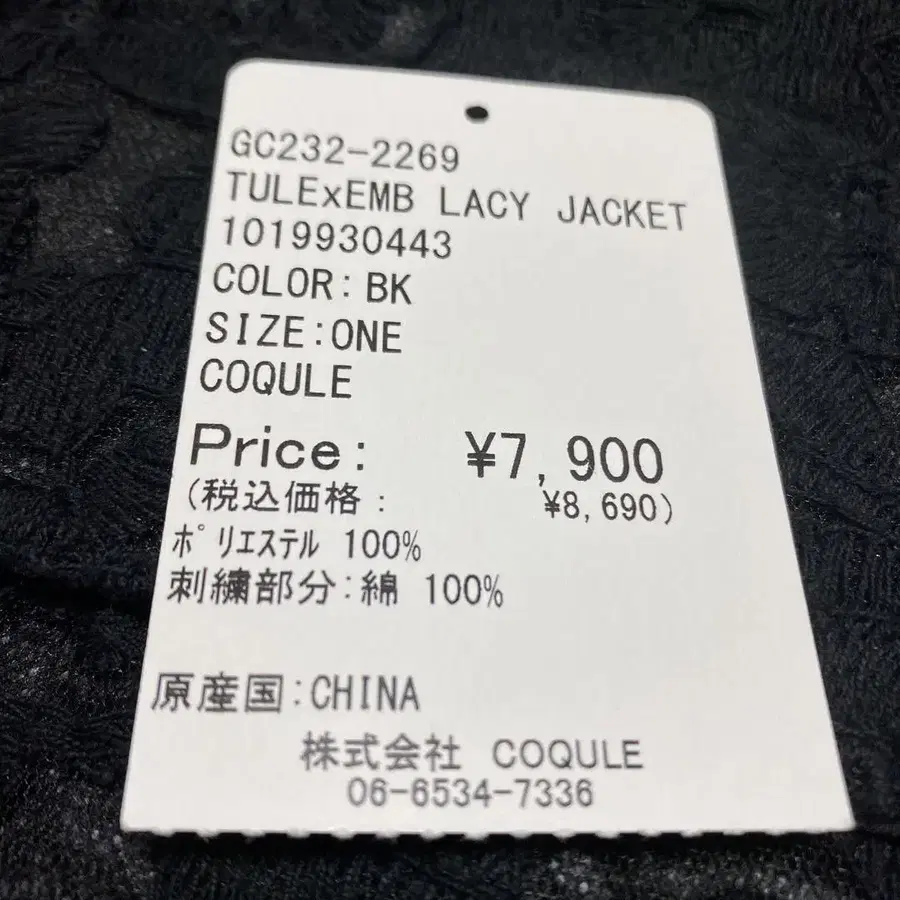 GC232-2269
TULExEMB LACY JACKET
1019930443
COLOR:BK
SIZE:ONE
COQULE
Price: ¥7,900
(税込価格: ¥8,690)
ﾎﾟﾘｴｽﾃﾙ 100%
刺繍部分:綿 100%
原産国:CHINA
株式会社 COQULE
06-6534-7336